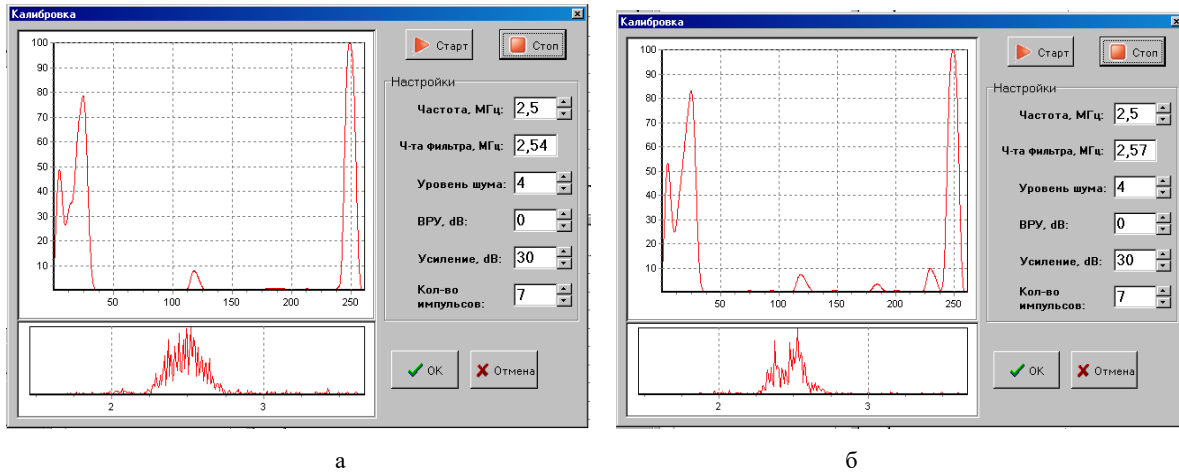 Калибровка
100
90
80
70
60
50
40
30
20
10
50 100 150 200 250
2 3
Старт Стоп
Настройки
Частота, МГц: 2,5
Ч-та фильтра, МГц: 2,54
Уровень шума: 4
ВРУ, dB: 0
Усиление, dB: 30
Кол-во
импульсов: 7
OK Отмена
а
Калибровка
100
90
80
70
60
50
40
30
20
10
50 100 150 200 250
2 3
Старт Стоп
Настройки
Частота, МГц: 2,5
Ч-та фильтра, МГц: 2,57
Уровень шума: 4
ВРУ, dB: 0
Усиление, dB: 30
Кол-во
импульсов: 7
OK Отмена
б